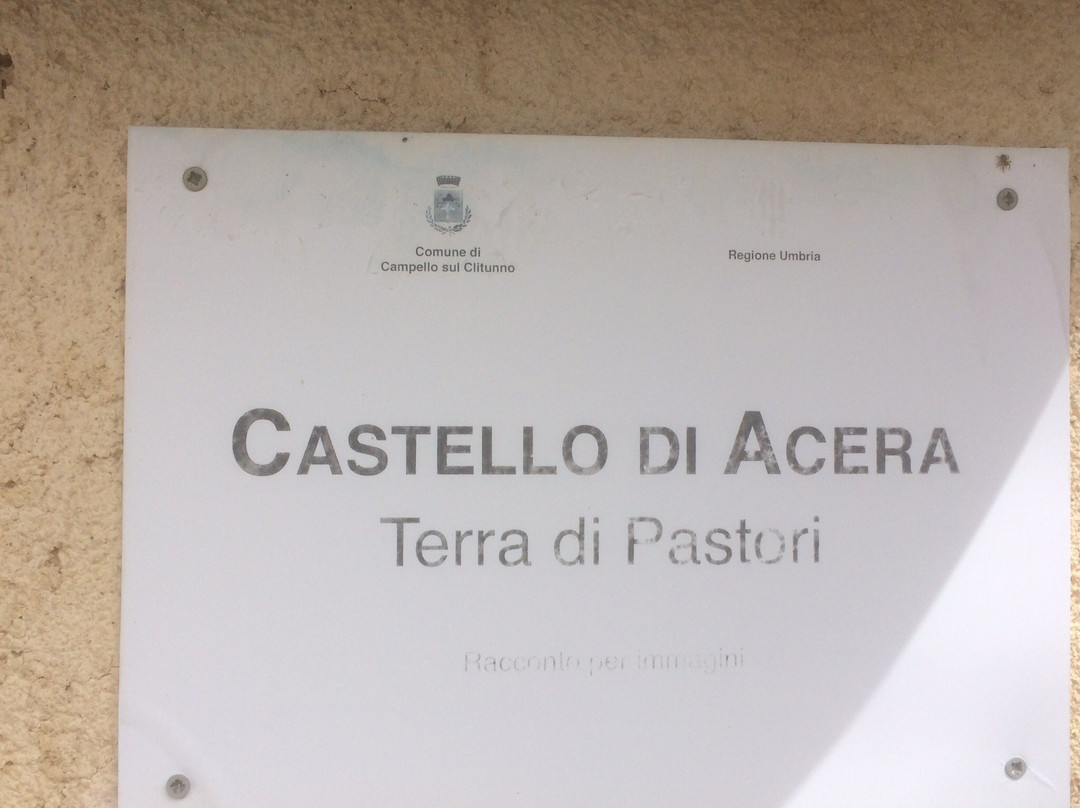 Comune di
Campello sul Clitunno
Regione Umbria
CASTELLO DI ACERA
Terra di Pastori
Racconto per immagini